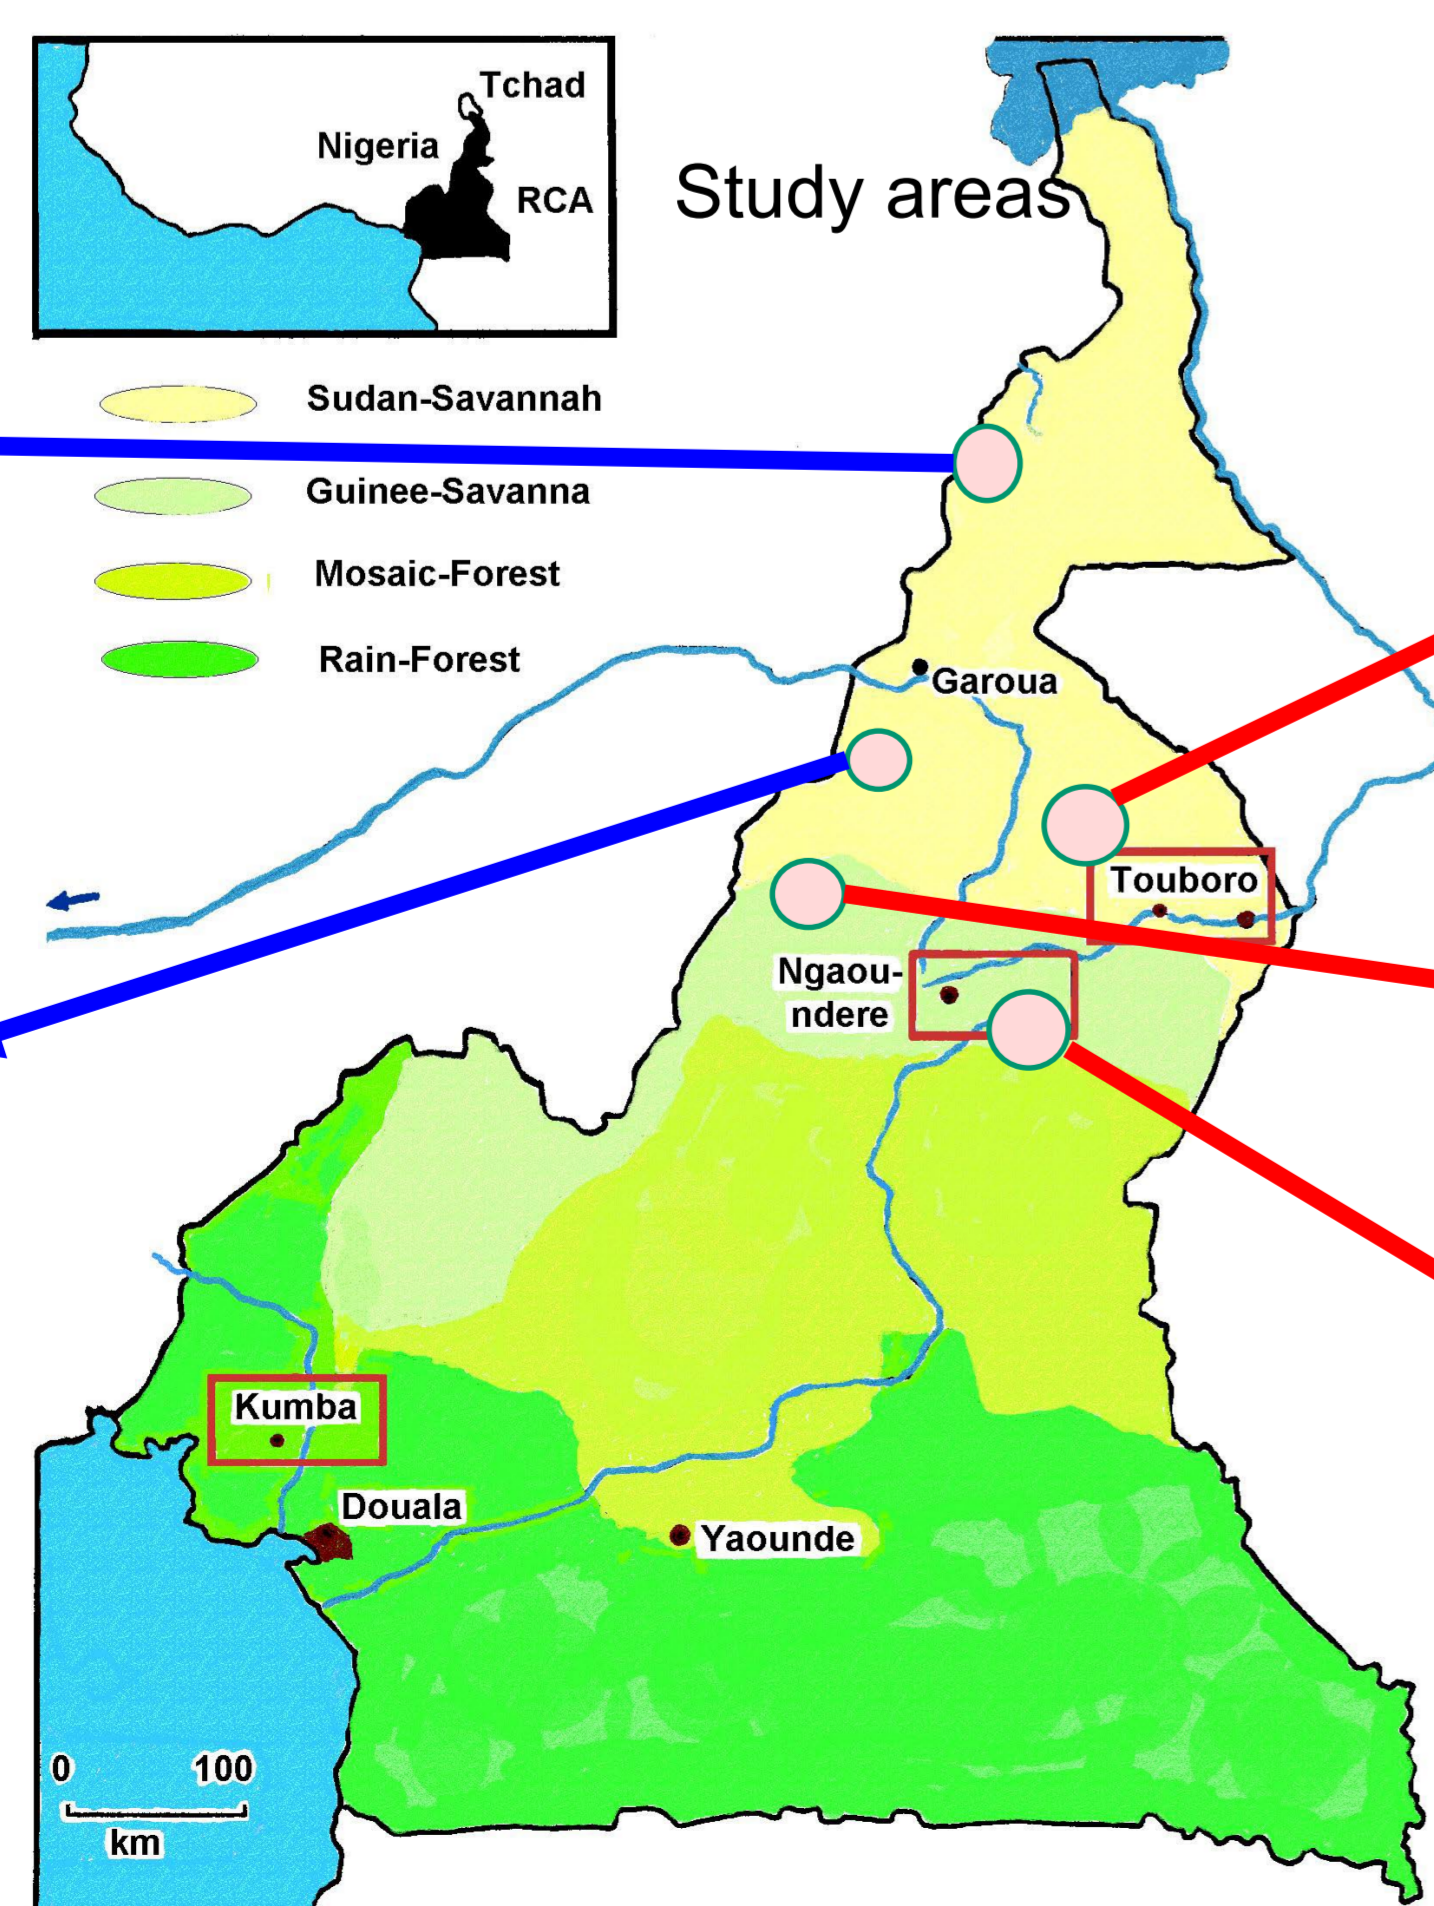 Tchad
Nigeria
RCA
Study areas
Sudan-Savannah
Guinee-Savanna
Mosaic-Forest
Rain-Forest
Garoua
Touboro
Ngaou-
ndere
Kumba
Douala
Yaounde
0 100
km